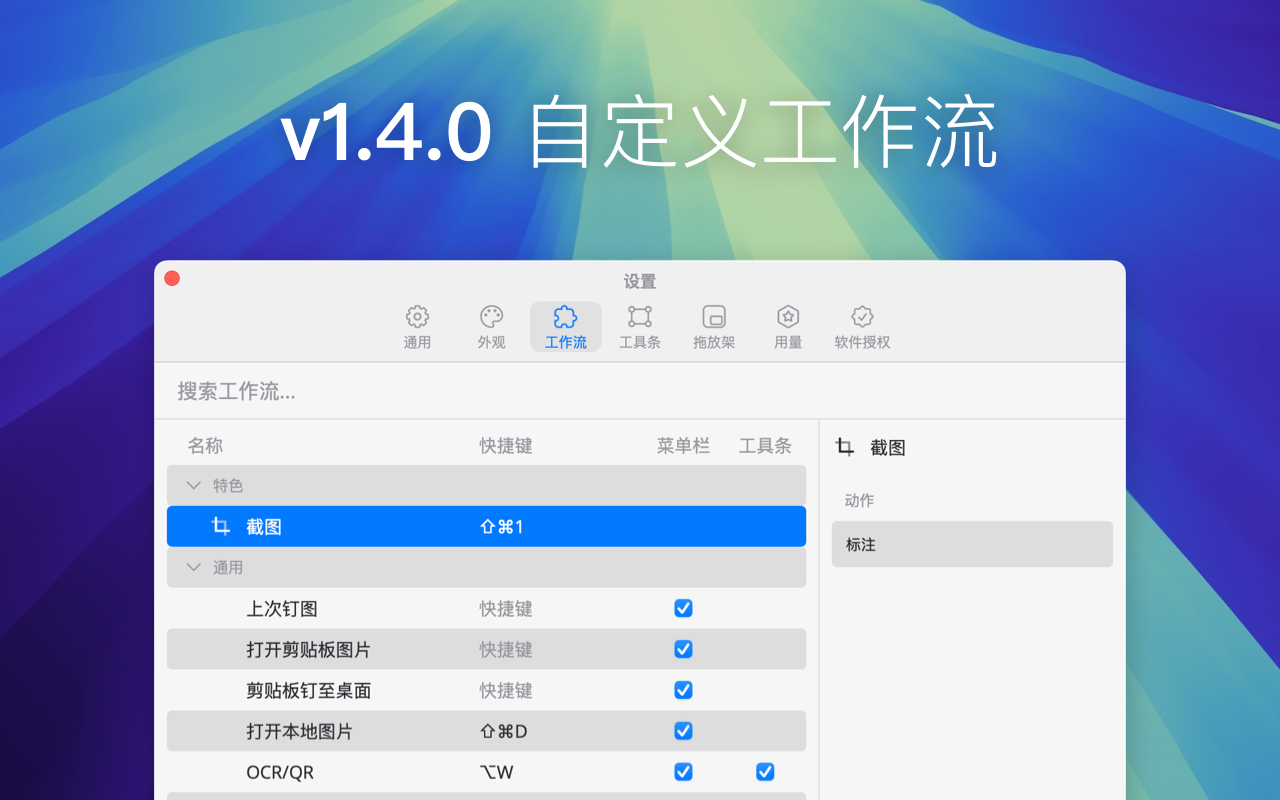 v1.4.0 自定义工作流
设置
通用 外观 工作流 工具条 拖放架 用量 软件授权
搜索工作流...
名称 快捷键 菜单栏 工具条
特色
截图 ⇧⌘1
通用
上次钉图 快捷键
打开剪贴板图片 快捷键
剪贴板钉至桌面 快捷键
打开本地图片 ⇧⌘D
OCR/QR ⌥W
截图
动作
标注